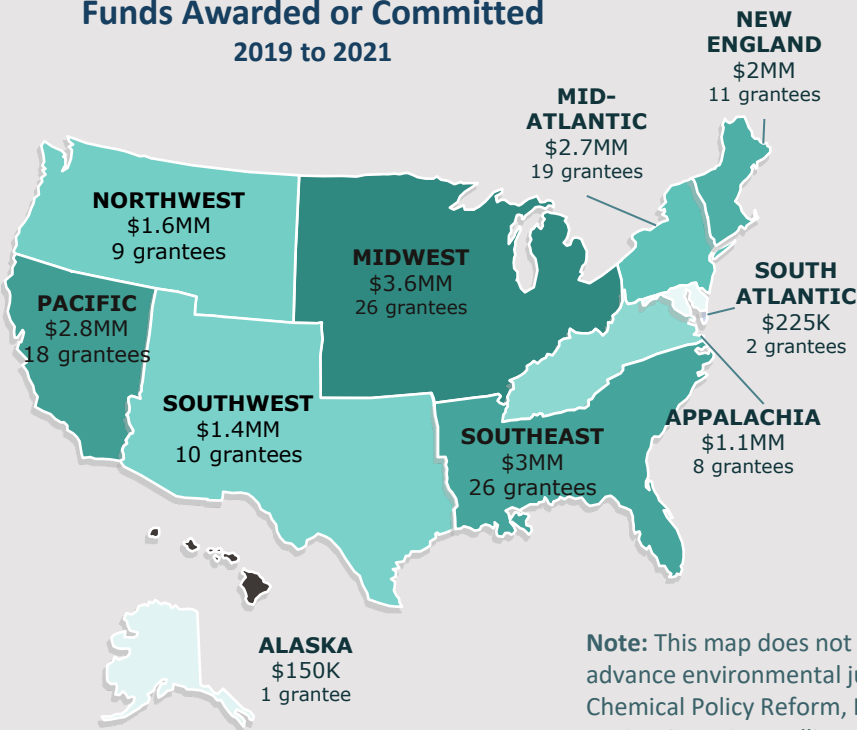 Funds Awarded or Committed
2019 to 2021
NEW
ENGLAND
$2MM
11 grantees
MID-
ATLANTIC
$2.7MM
19 grantees
NORTHWEST
$1.6MM
9 grantees
MIDWEST
$3.6MM
26 grantees
PACIFIC
$2.8MM
18 grantees
SOUTH
ATLANTIC
$225K
2 grantees
SOUTHWEST
$1.4MM
10 grantees
SOUTHEAST
$3MM
26 grantees
APPALACHIA
$1.1MM
8 grantees
ALASKA
$150K
1 grantee
Note: This map does not
advance environmental
Chemical Policy Reform,